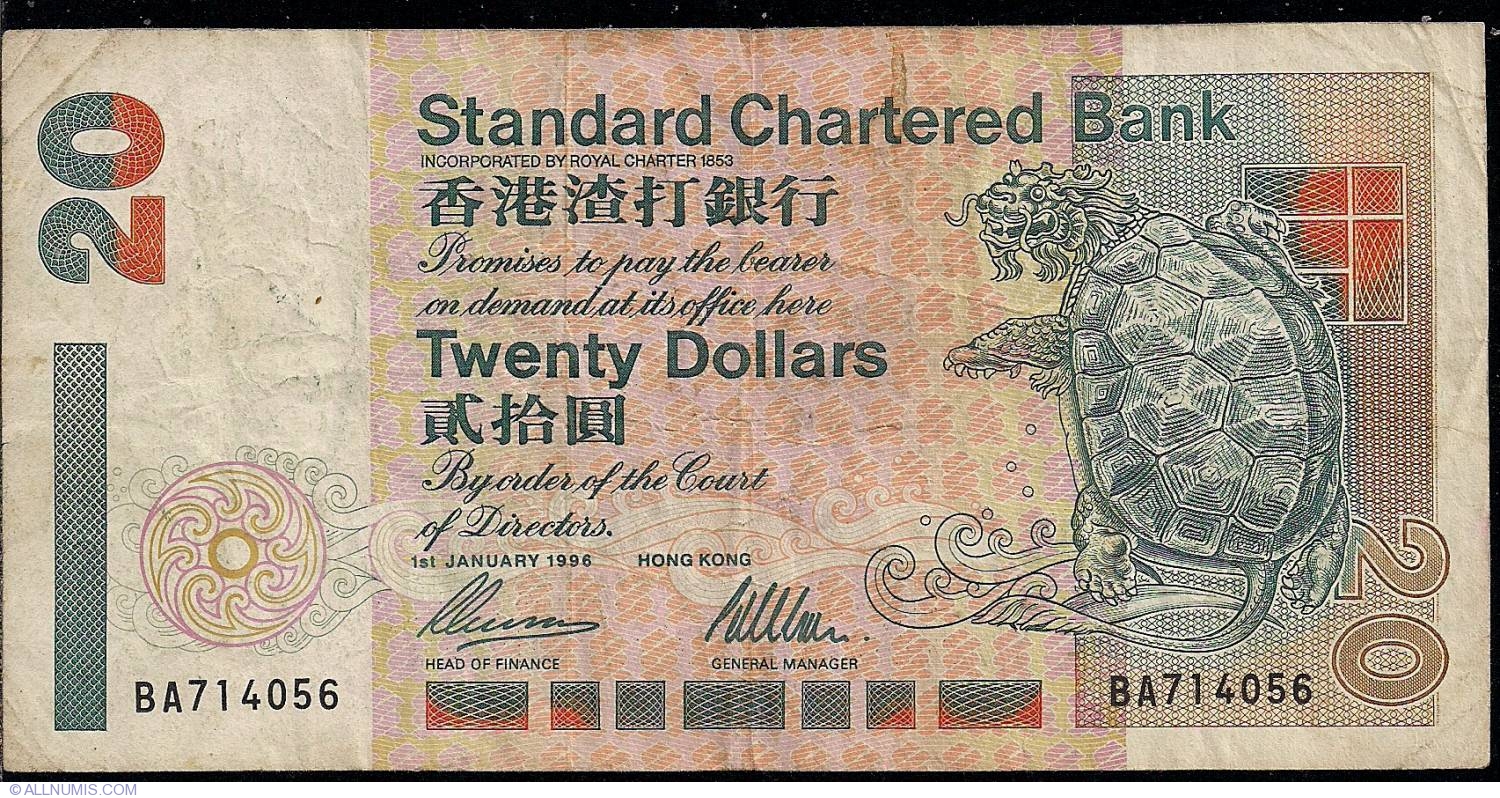 20
Standard Chartered Bank
INCORPORATED BY ROYAL CHARTER 1853
香港渣打銀行
Promises to pay the bearer
on demand at its office here
Twenty Dollars
貳拾圓
By order of the Court
of Directors.
1st JANUARY 1996 HONG KONG
HEAD OF FINANCE GENERAL MANAGER
BA714056 BA714056
20
©ALLNUMIS.COM